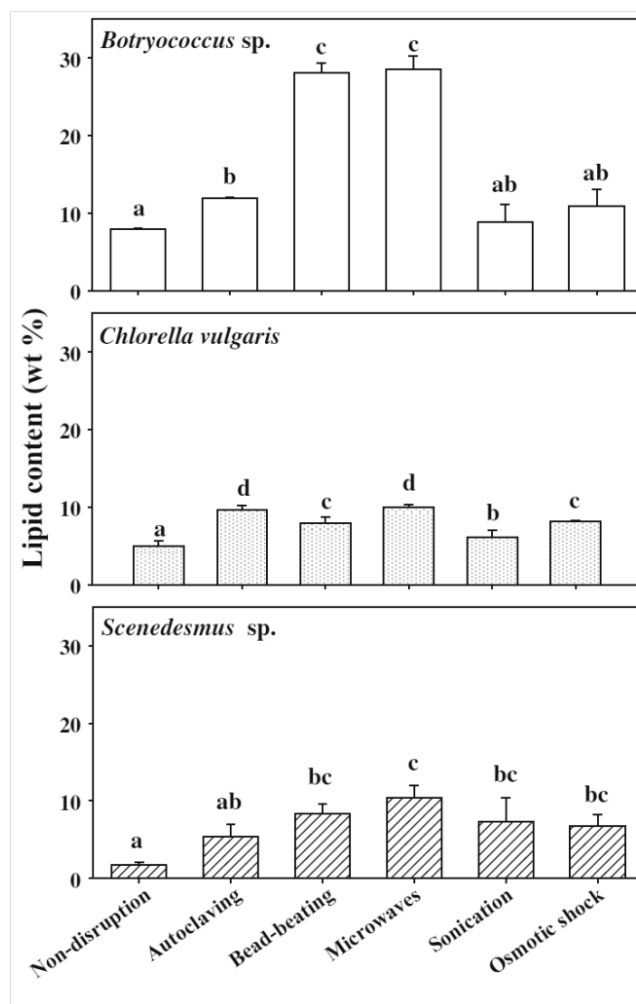 Lipid content (wt %)
Botryococcus sp.
30
20
10
0
a
b
c
c
ab
ab
Chlorella vulgaris
30
20
10
0
a
d
c
d
b
c
Scenedesmus sp.
30
20
10
0
a
ab
bc
c
bc
bc
Non-disruption
Autoclaving
Bead-beating
Microwaves
Sonication
Osmotic shock